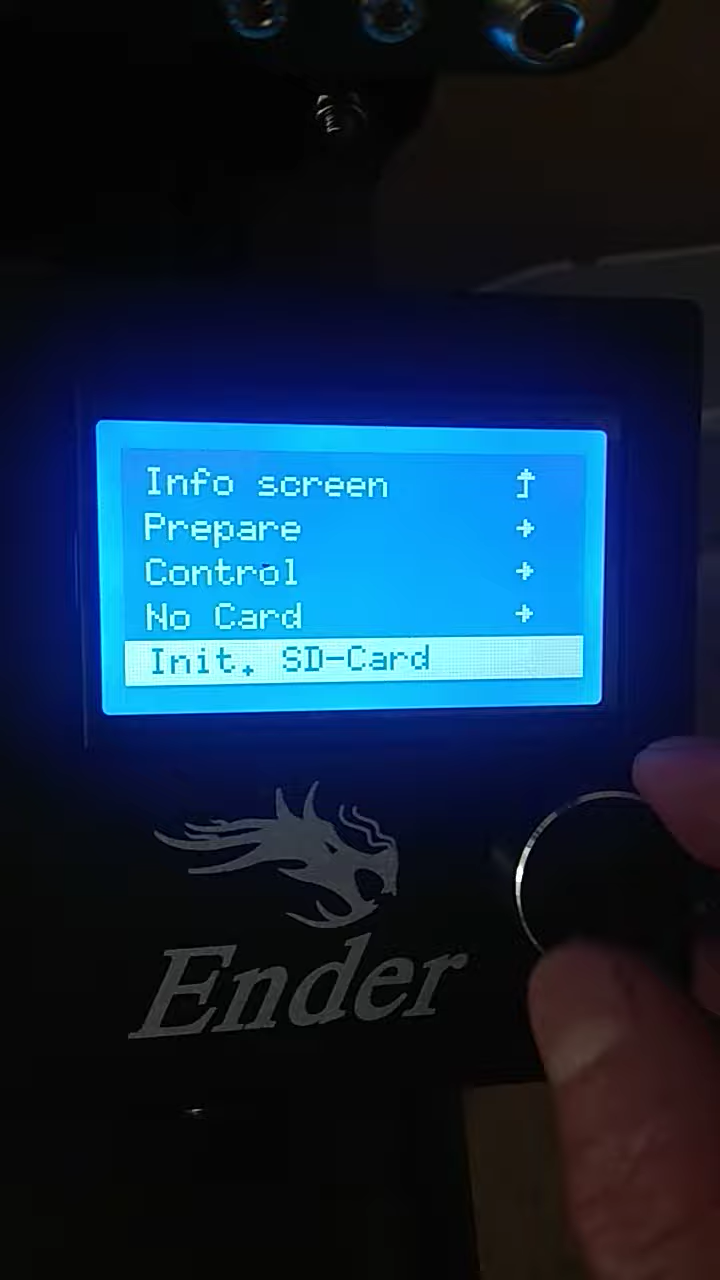 Info screen
Prepare
Control
No Card
Init. SD-Card
Ender